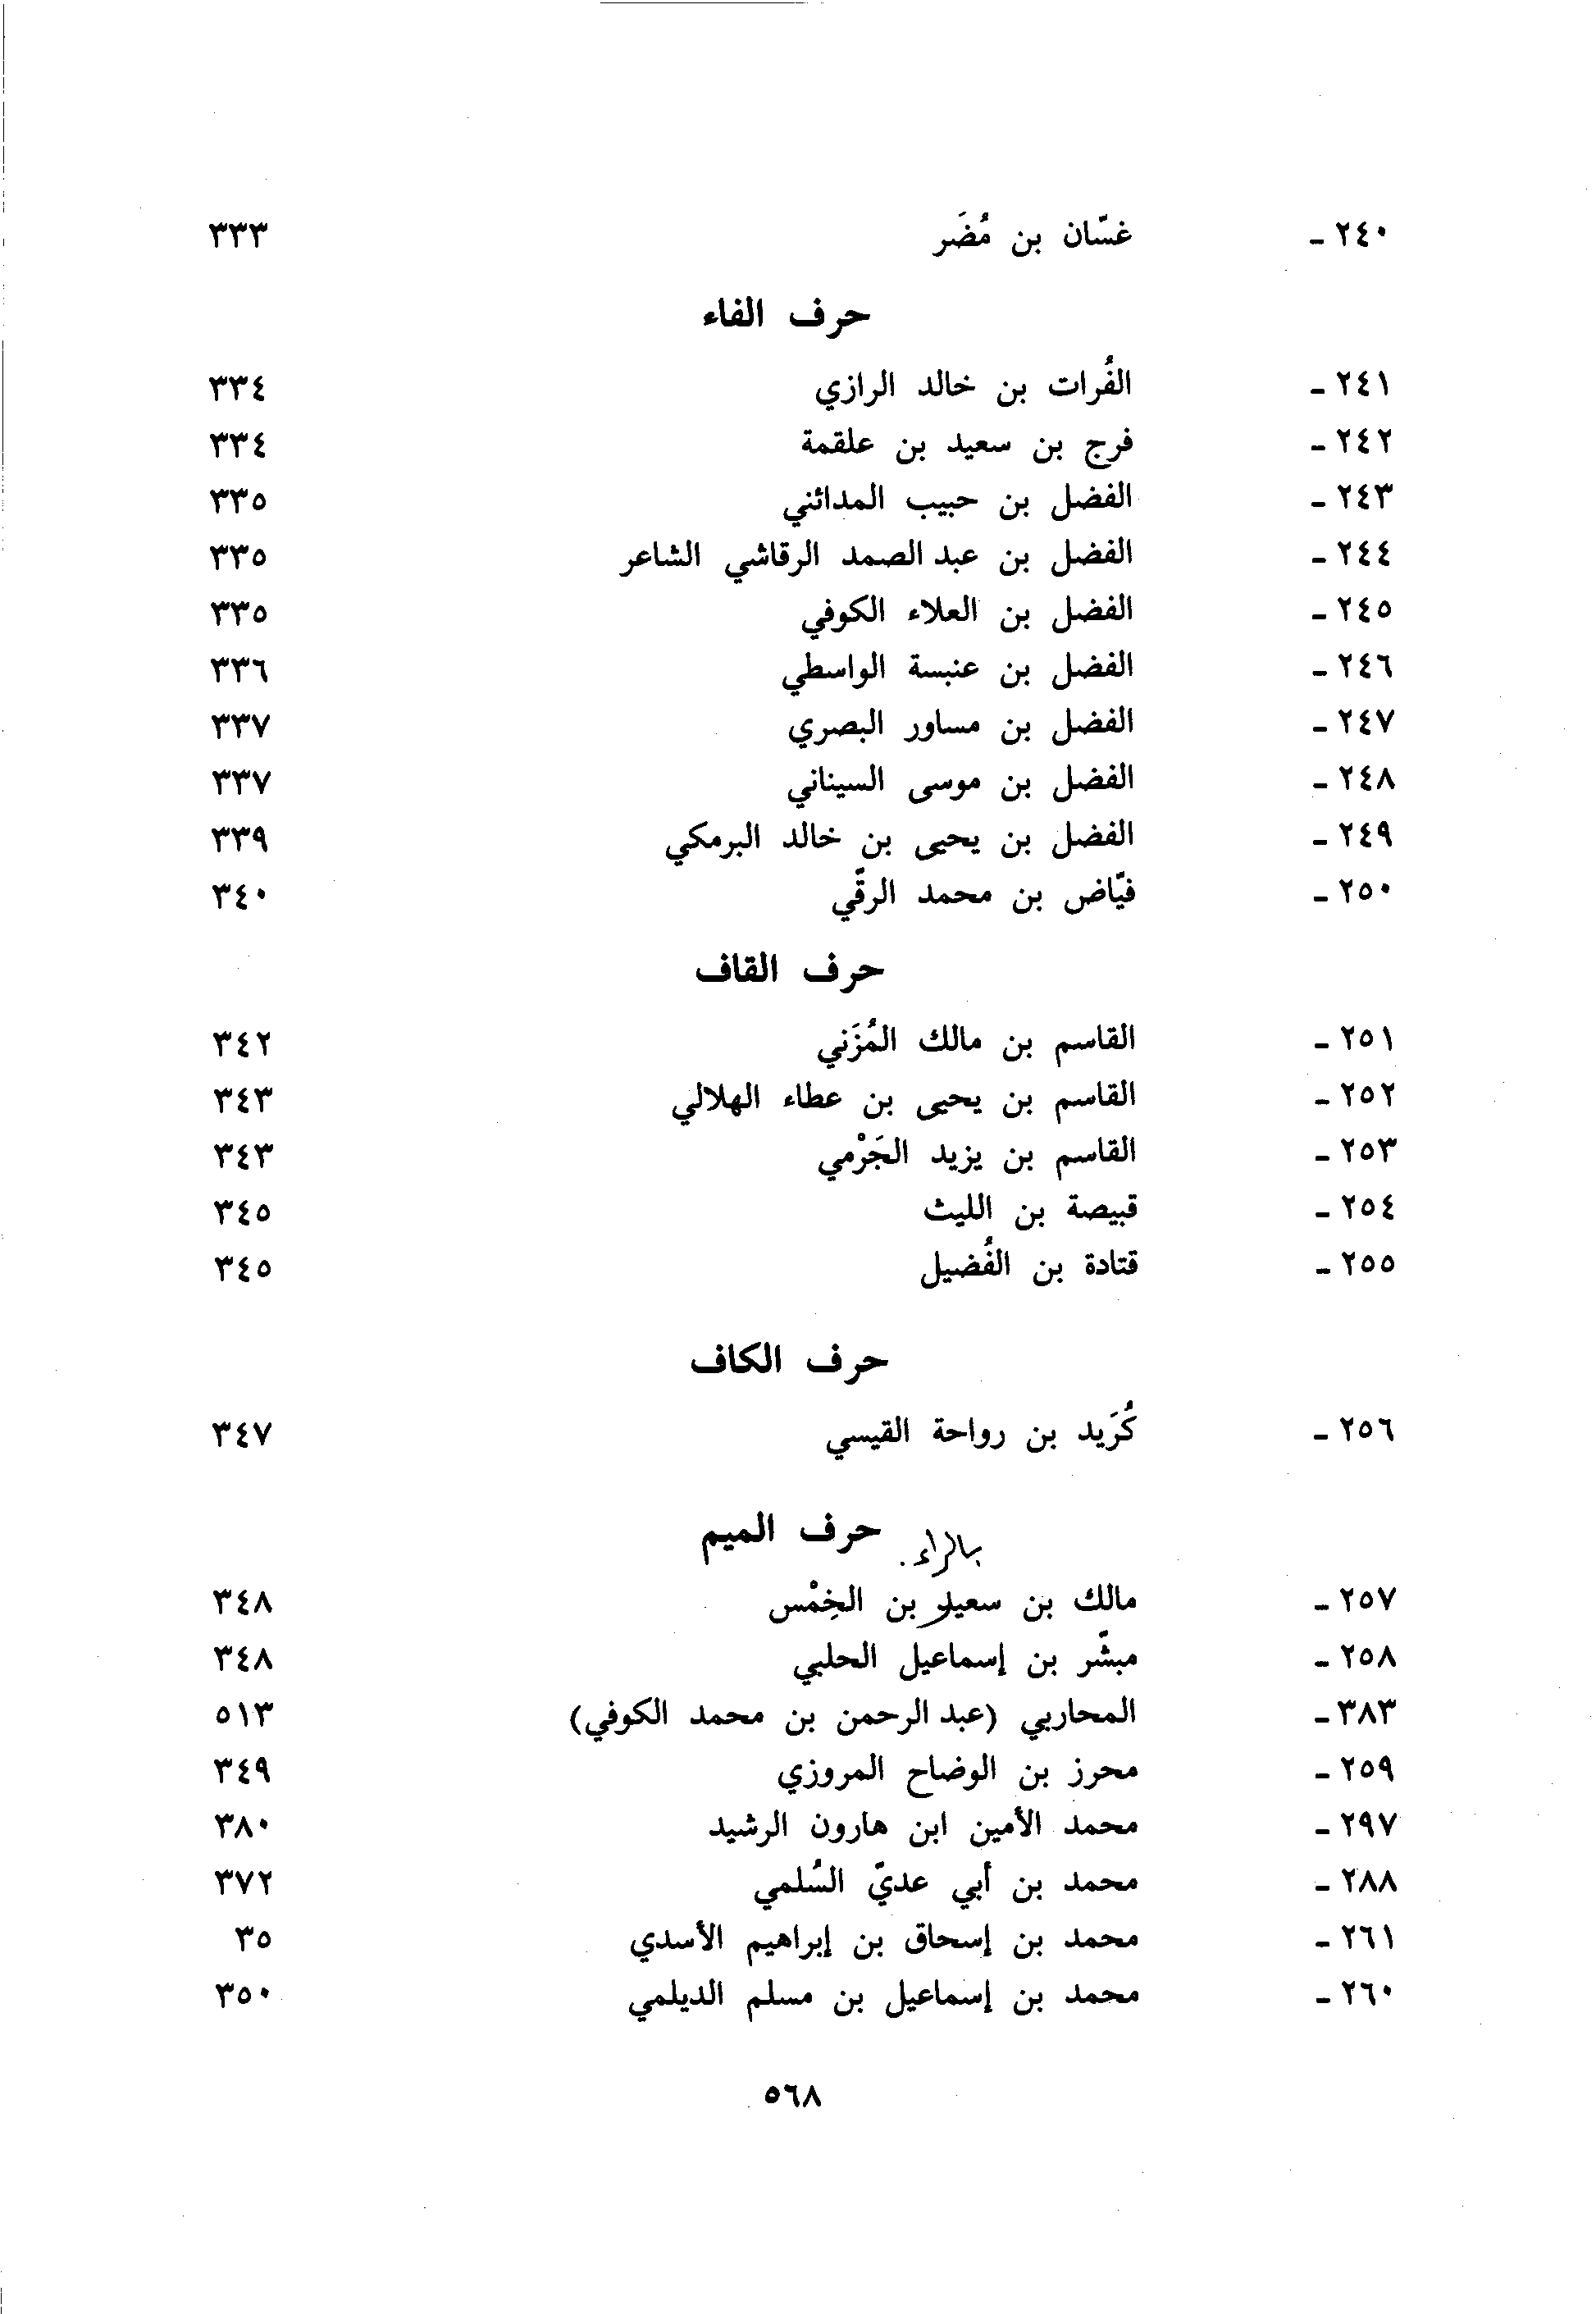 ٢٤٠ - غسّان بن مُضَر ٣٣٣
حرف الفاء
٢٤١ - الفُرات بن خالد الرازي ٣٣٤
٢٤٢ - فرج بن سعيد بن علقمة ٣٣٤
٢٤٣ - الفضل بن حبيب المدائني ٣٣٥
٢٤٤ - الفضل بن عبد الصمد الرقاشي الشاعر ٣٣٥
٢٤٥ - الفضل بن العلاء الكوفي ٣٣٥
٢٤٦ - الفضل بن عنبسة الواسطي ٣٣٦
٢٤٧ - الفضل بن مساور البصري ٣٣٧
٢٤٨ - الفضل بن موسى السيناني ٣٣٧
٢٤٩ - الفضل بن يحيى بن خالد البرمكي ٣٣٩
٢٥٠ - فيّاض بن محمد الرقّي ٣٤٠
حرف القاف
٢٥١ - القاسم بن مالك المُزَني ٣٤٢
٢٥٢ - القاسم بن يحيى بن عطاء الهلالي ٣٤٣
٢٥٣ - القاسم بن يزيد الجَرْمي ٣٤٣
٢٥٤ - قبيصة بن الليث ٣٤٥
٢٥٥ - قتادة بن الفُضيل ٣٤٥
حرف الكاف
٢٥٦ - كُرَيد بن رواحة القيسي ٣٤٧
حرف الميم
بالراء.
٢٥٧ - مالك بن سعيد بن الخِمْس ٣٤٨
٢٥٨ - مبشّر بن إسماعيل الحلبي ٣٤٨
٣٨٣ - المحاربي (عبد الرحمن بن محمد الكوفي) ٥١٣
٢٥٩ - محرز بن الوضاح المروزي ٣٤٩
٢٩٧ - محمد الأمين ابن هارون الرشيد ٣٨٠
٢٨٨ - محمد بن أبي عديّ السُلمي ٣٧٢
٢٦١ - محمد بن إسحاق بن إبراهيم الأسدي ٣٥
٢٦٠ - محمد بن إسماعيل بن مسلم الديلمي ٣٥٠
٥٦٨